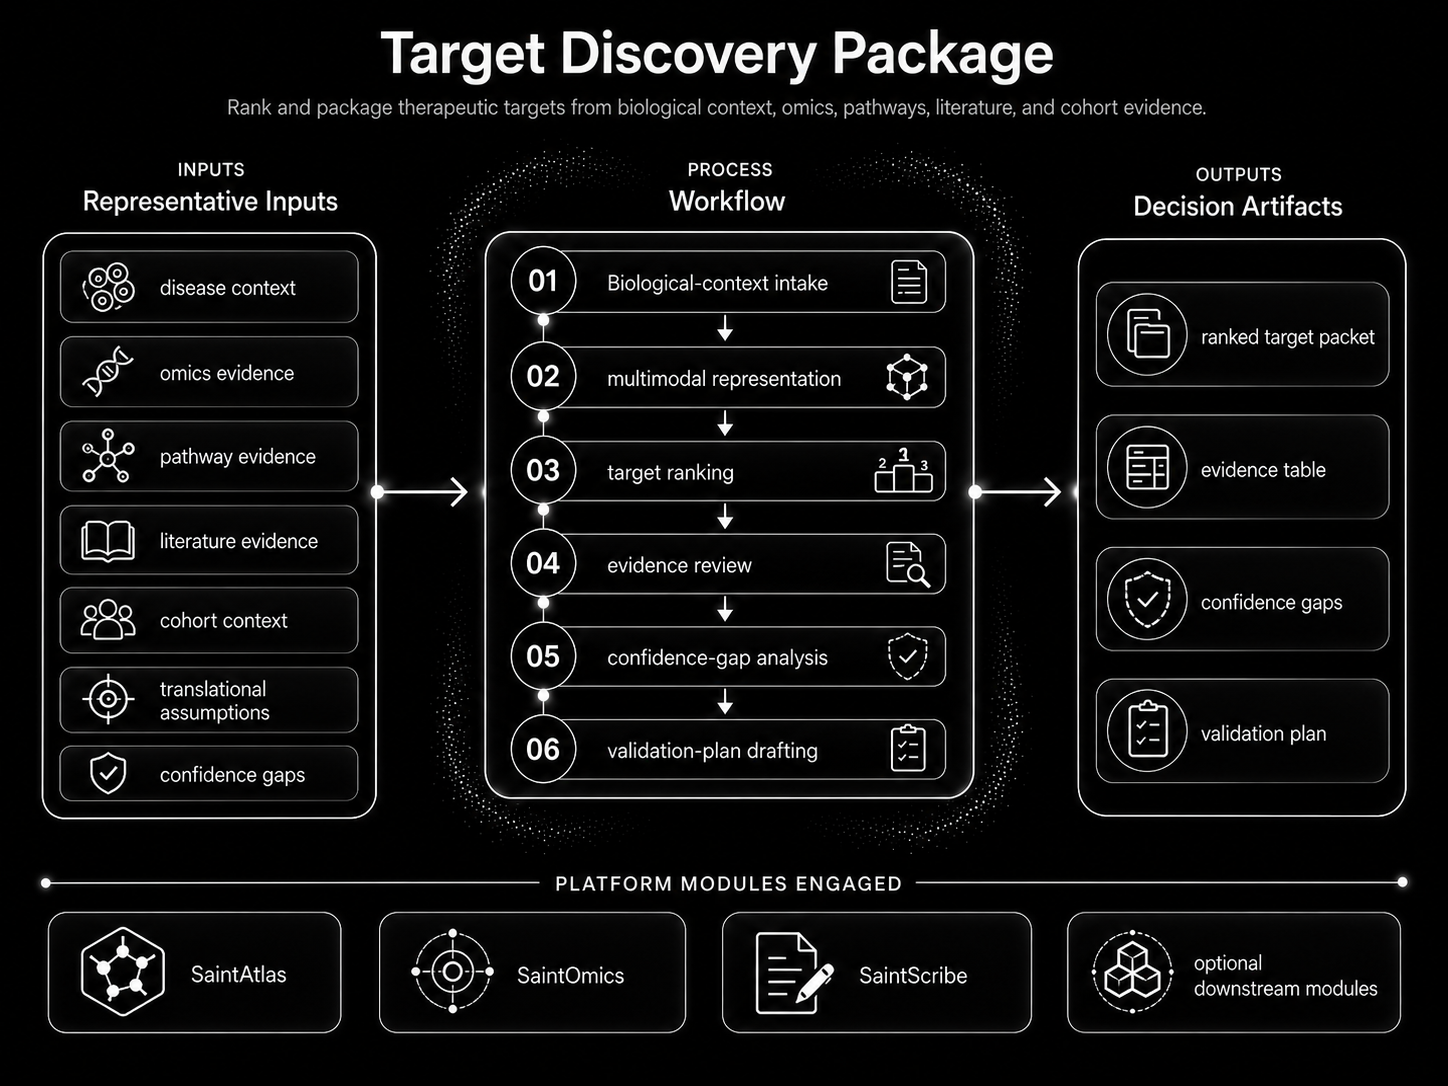 Target Discovery Package
Rank and package therapeutic targets from biological context, omics, pathways, literature, and cohort evidence.
INPUTS
Representative Inputs
disease context
omics evidence
pathway evidence
literature evidence
cohort context
translational
assumptions
confidence gaps
PROCESS
Workflow
01
Biological-context intake
02
multimodal representation
03
target ranking
2 1 3
04
evidence review
05
confidence-gap analysis
06
validation-plan drafting
OUTPUTS
Decision Artifacts
ranked target packet
evidence table
confidence gaps
validation plan
PLATFORM MODULES ENGAGED
SaintAtlas
SaintOmics
SaintScribe
optional
downstream modules